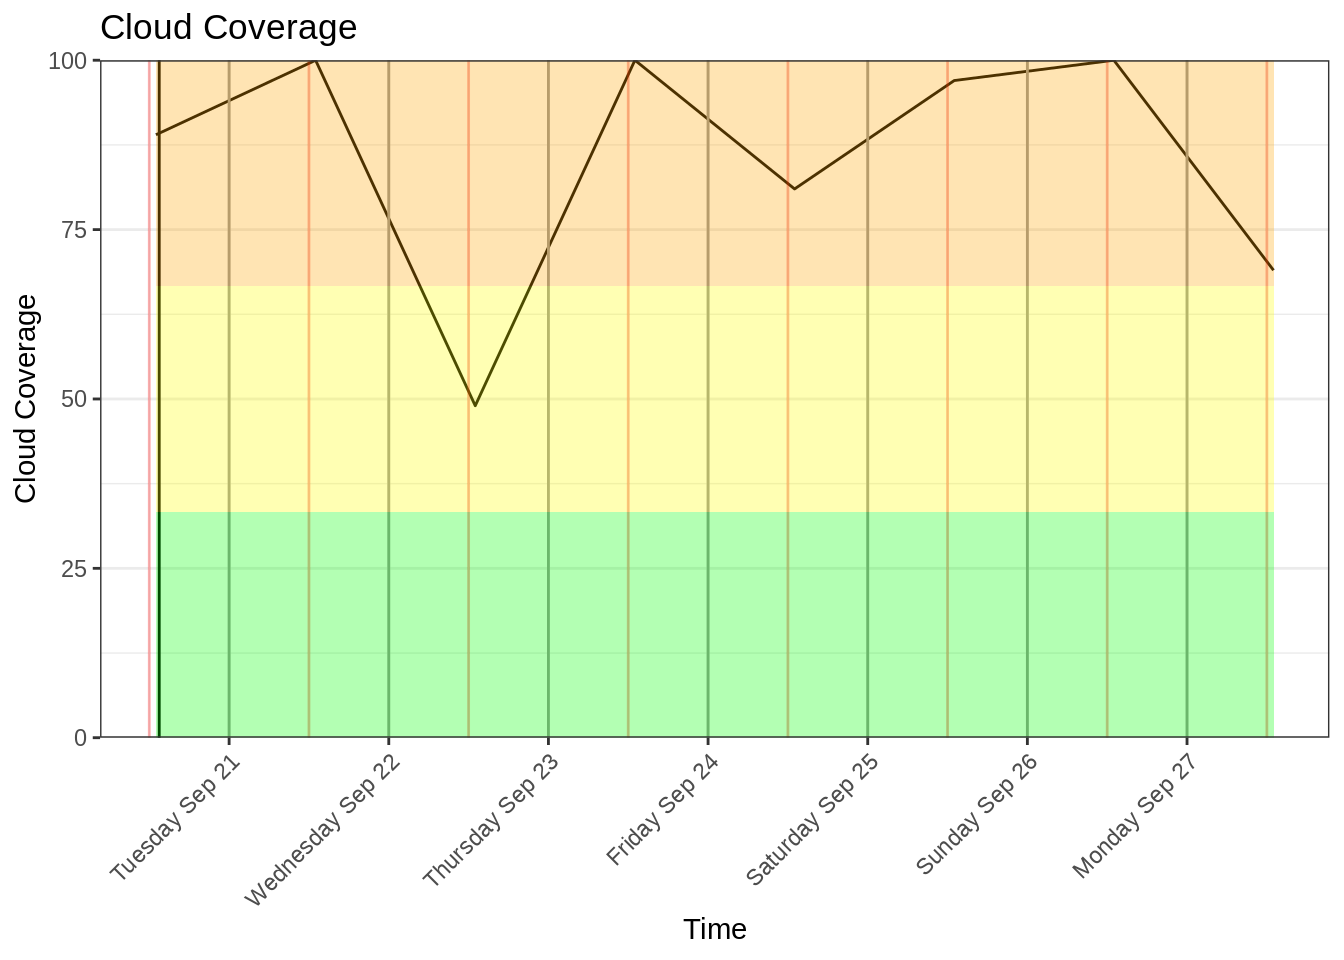 Cloud Coverage
Cloud Coverage
100
75
50
25
0
Tuesday Sep 21
Wednesday Sep 22
Thursday Sep 23
Friday Sep 24
Saturday Sep 25
Sunday Sep 26
Monday Sep 27
Time